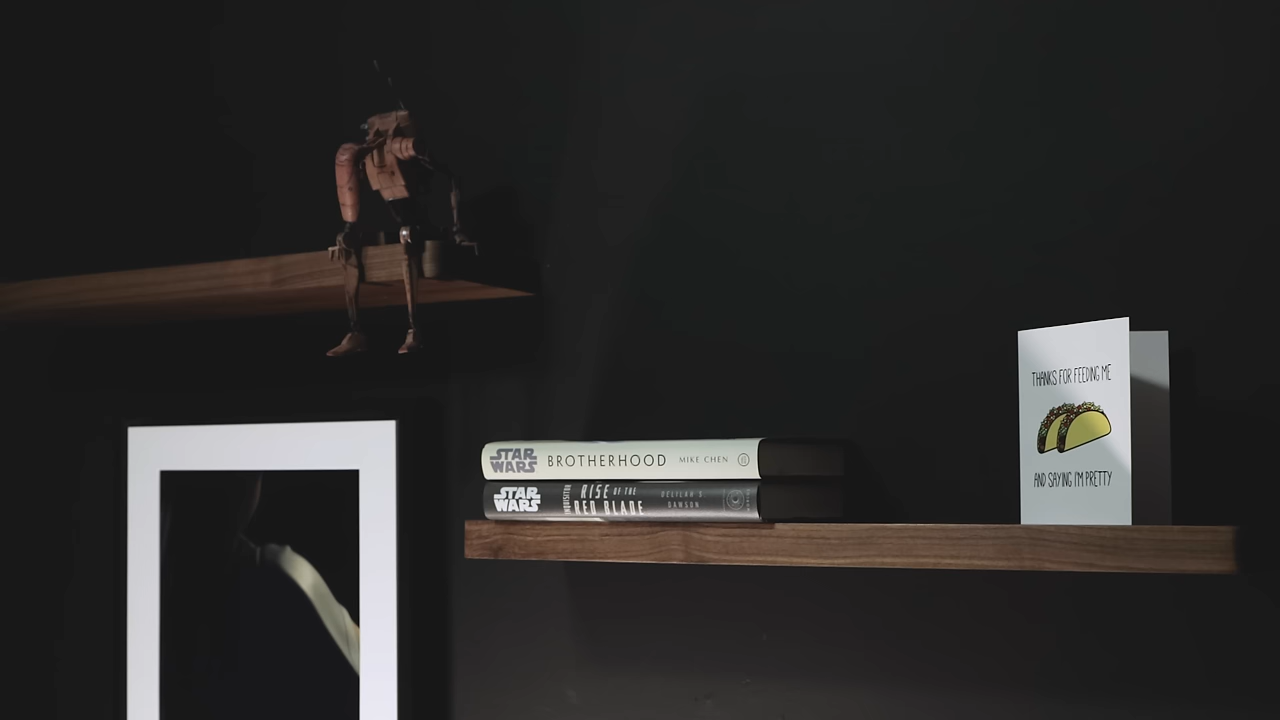 STAR WARS BROTHERHOOD MIKE CHEN
STAR WARS INQUISITOR RISE OF THE RED BLADE DELILAH S. DAWSON
THANKS FOR FEEDING ME
AND SAYING I'M PRETTY